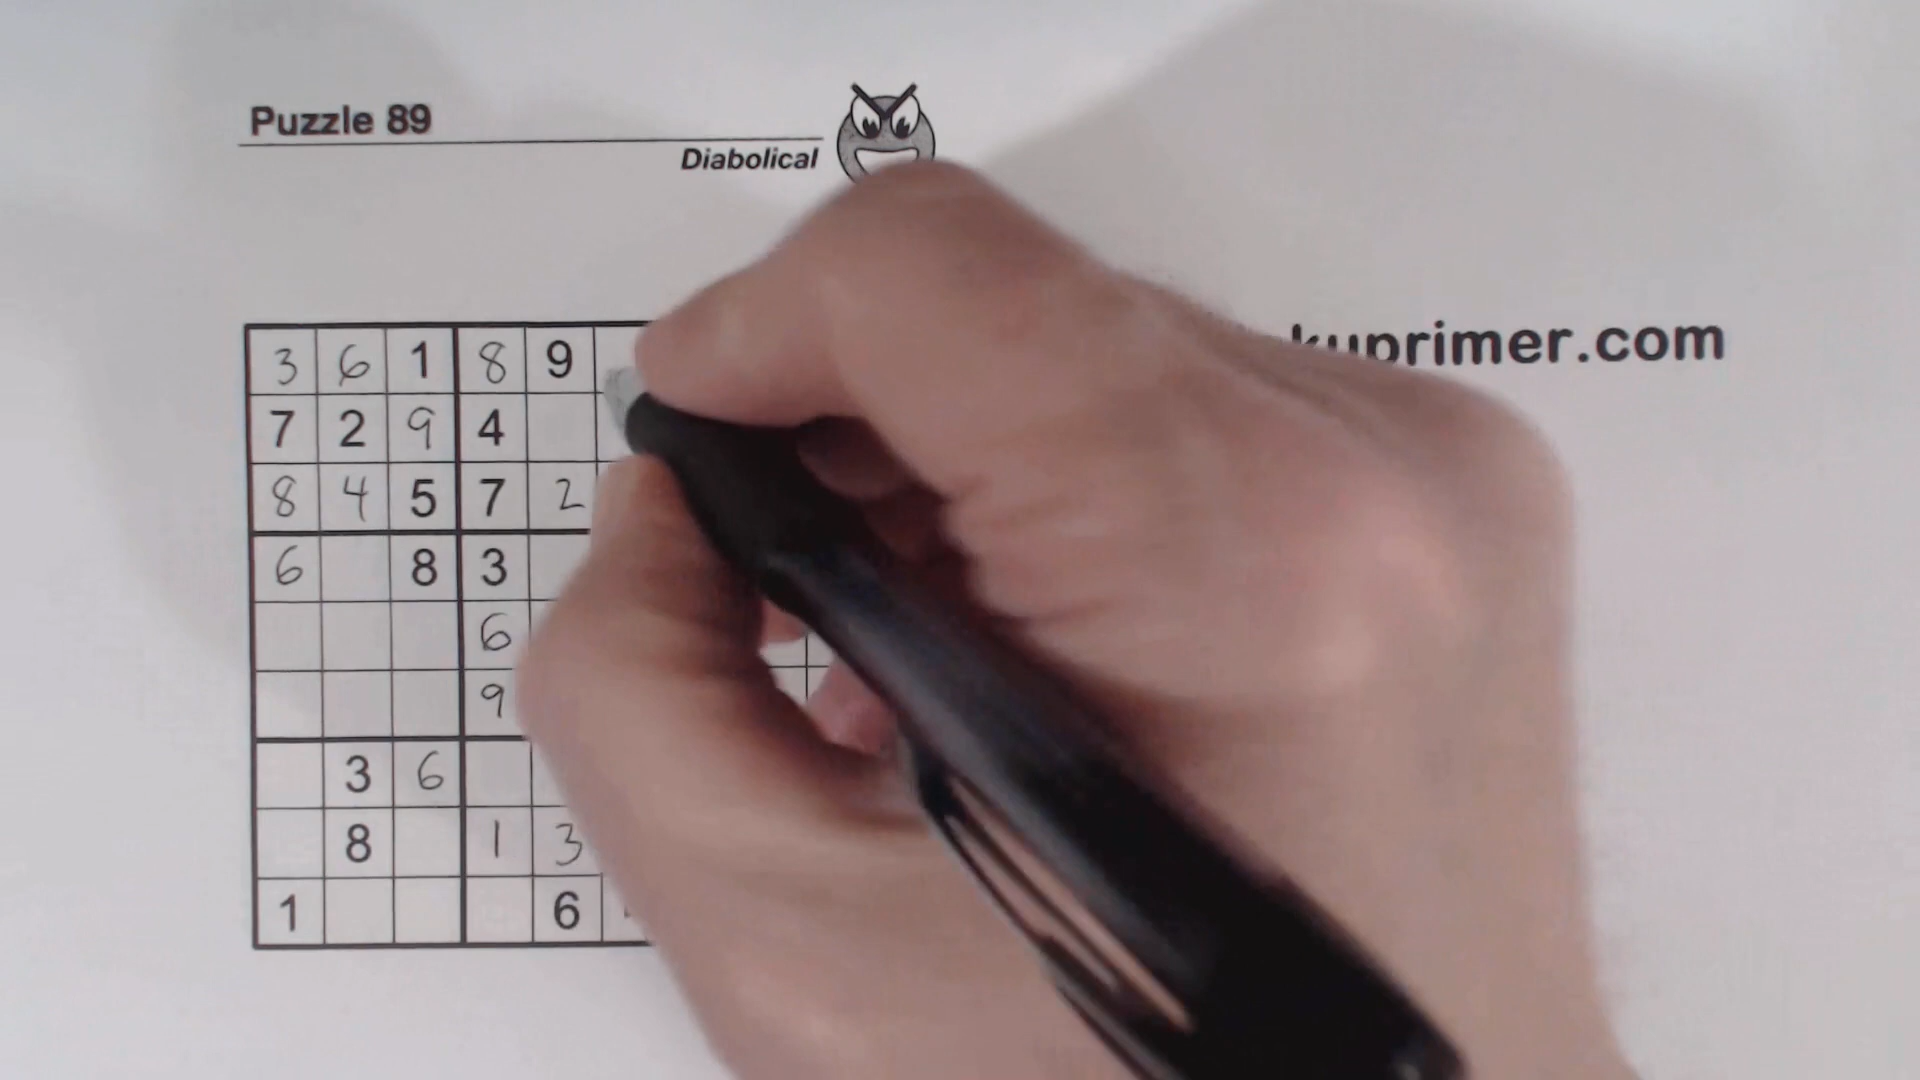 Puzzle 89
Diabolical
kuprimer.com
3 6 1 8 9
7 2 9 4
8 4 5 7 2
6 8 3
6
9
3 6
8 1 3
1 6